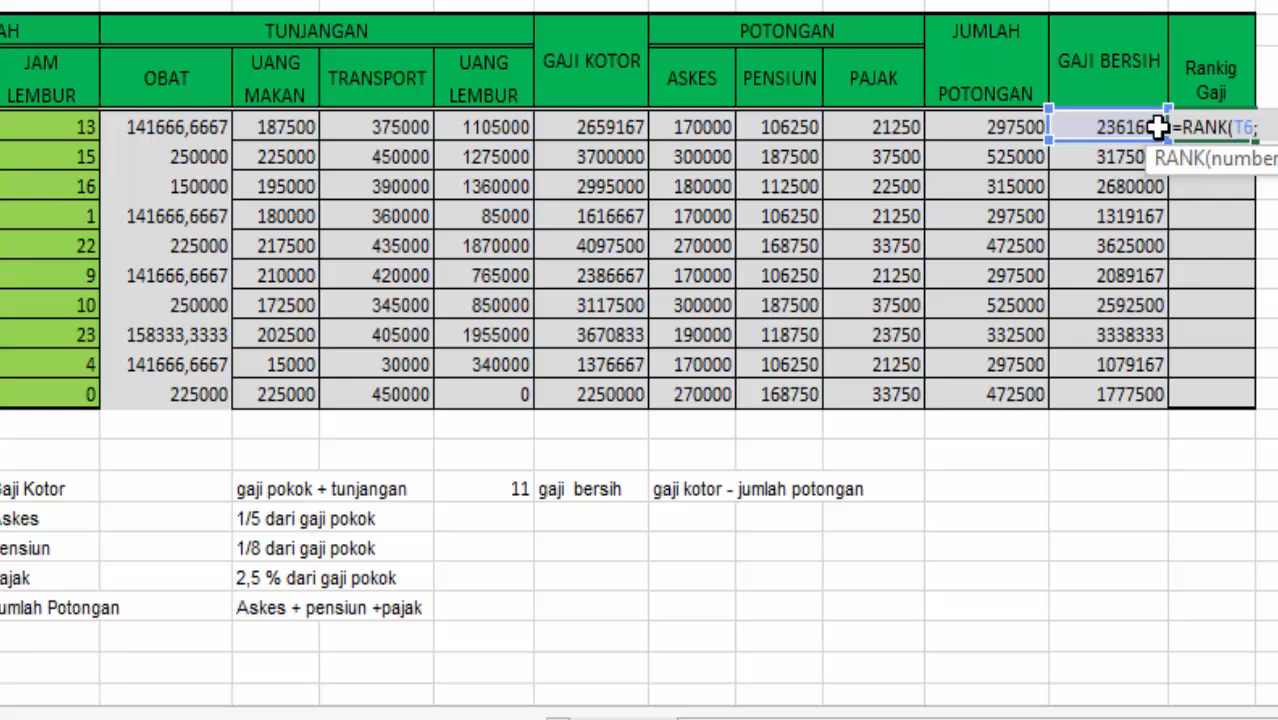 AH TUNJANGAN POTONGAN JUMLAH
JAM UANG UANG GAJI KOTOR GAJI BERSIH
OBAT TRANSPORT ASKES PENSIUN PAJAK Rankig
LEMBUR MAKAN LEMBUR POTONGAN Gaji
13 141666,6667 187500 375000 1105000 2659167 170000 106250 21250 297500 23616 =RANK(T6;
15 250000 225000 450000 1275000 3700000 300000 187500 37500 525000 31750 RANK(number
16 150000 195000 390000 1360000 2995000 180000 112500 22500 315000 2680000
1 141666,6667 180000 360000 85000 1616667 170000 106250 21250 297500 1319167
22 225000 217500 435000 1870000 4097500 270000 168750 33750 472500 3625000
9 141666,6667 210000 420000 765000 2386667 170000 106250 21250 297500 2089167
10 250000 172500 345000 850000 3117500 300000 187500 37500 525000 2592500
23 158333,3333 202500 405000 1955000 3670833 190000 118750 23750 332500 3338333
4 141666,6667 15000 30000 340000 1376667 170000 106250 21250 297500 1079167
0 225000 225000 450000 0 2250000 270000 168750 33750 472500 1777500
Gaji Kotor gaji pokok + tunjangan 11 gaji bersih gaji kotor - jumlah potongan
Askes 1/5 dari gaji pokok
ensiun 1/8 dari gaji pokok
ajak 2,5 % dari gaji pokok
umlah Potongan Askes + pensiun +pajak